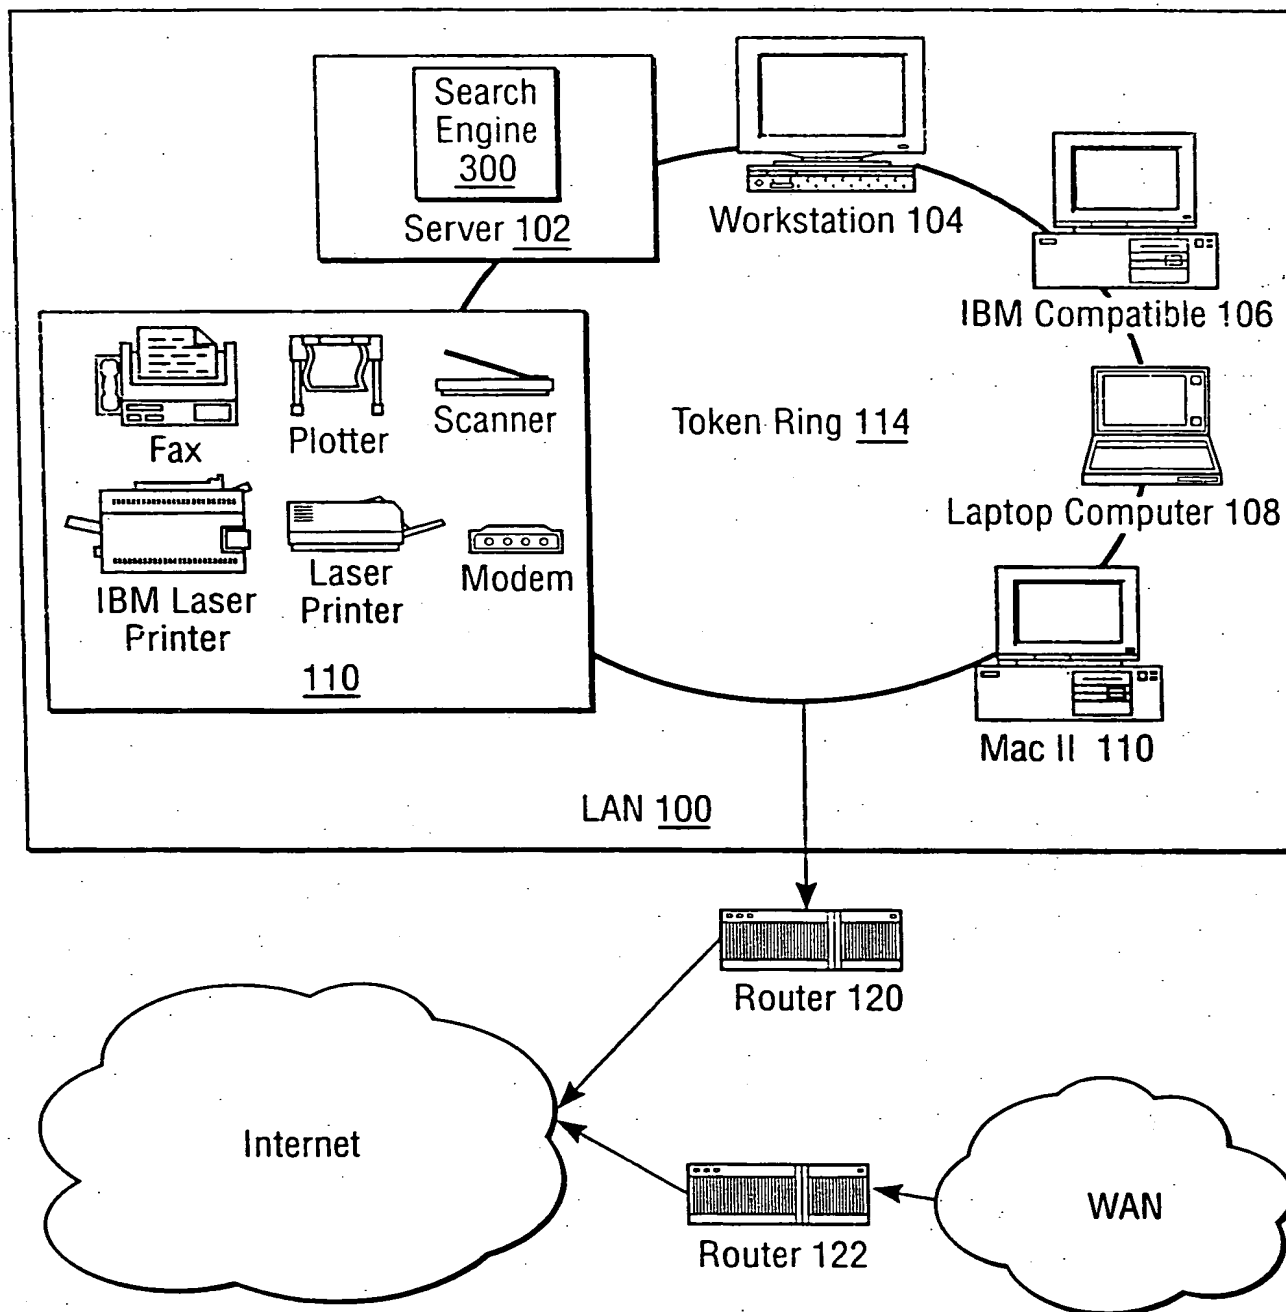 Search
Engine
300
Server 102
Workstation 104
IBM Compatible 106
Fax
Plotter
Scanner
Token Ring 114
Laptop Computer 108
IBM Laser
Printer
Laser
Printer
Modem
110
Mac II 110
LAN 100
Router 120
Internet
Router 122
WAN